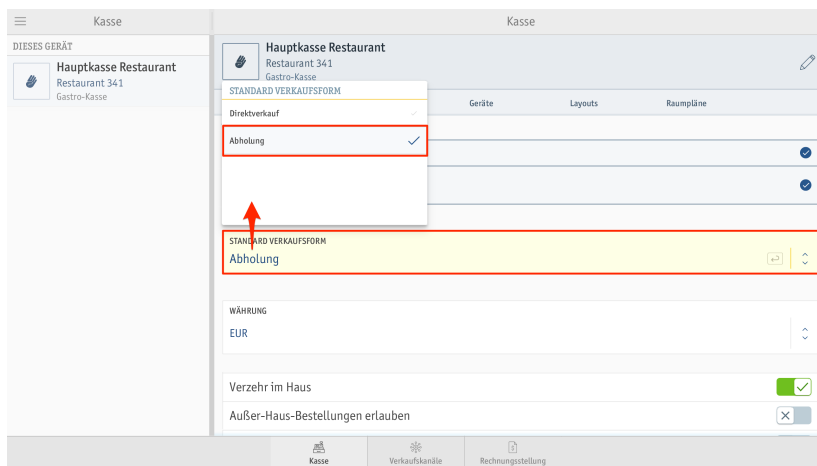 Kasse
Kasse
DIESES GERÄT
Hauptkasse Restaurant
Restaurant 341
Gastro-Kasse
Hauptkasse Restaurant
Restaurant 341
Gastro-Kasse
STANDARD VERKAUFSFORM
Direktverkauf
Abholung
Geräte
Layouts
Raumpläne
STANDARD VERKAUFSFORM
Abholung
WÄHRUNG
EUR
Verzehr im Haus
Außer-Haus-Bestellungen erlauben
Kasse
Verkaufskanäle
Rechnungsstellung